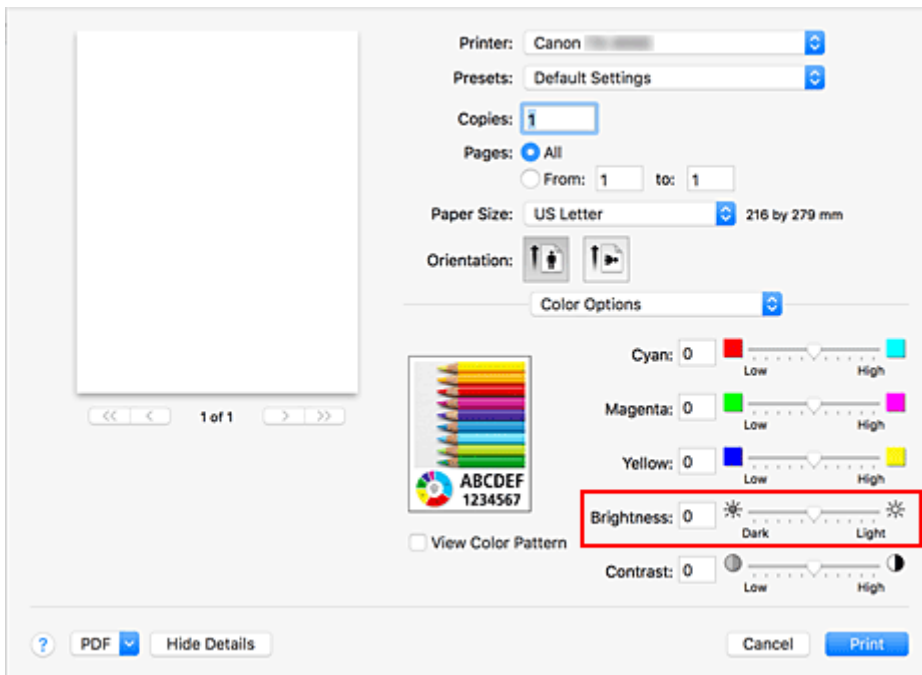 Printer: Canon
Presets: Default Settings
Copies: 1
Pages: All
From: 1 to: 1
Paper Size: US Letter 216 by 279 mm
Orientation:
Color Options
Cyan: 0
Low High
Magenta: 0
Low High
Yellow: 0
Low High
Brightness: 0
Dark Light
Contrast: 0
Low High
<< < 1 of 1 > >>
ABCDEF
1234567
View Color Pattern
? PDF Hide Details Cancel Print